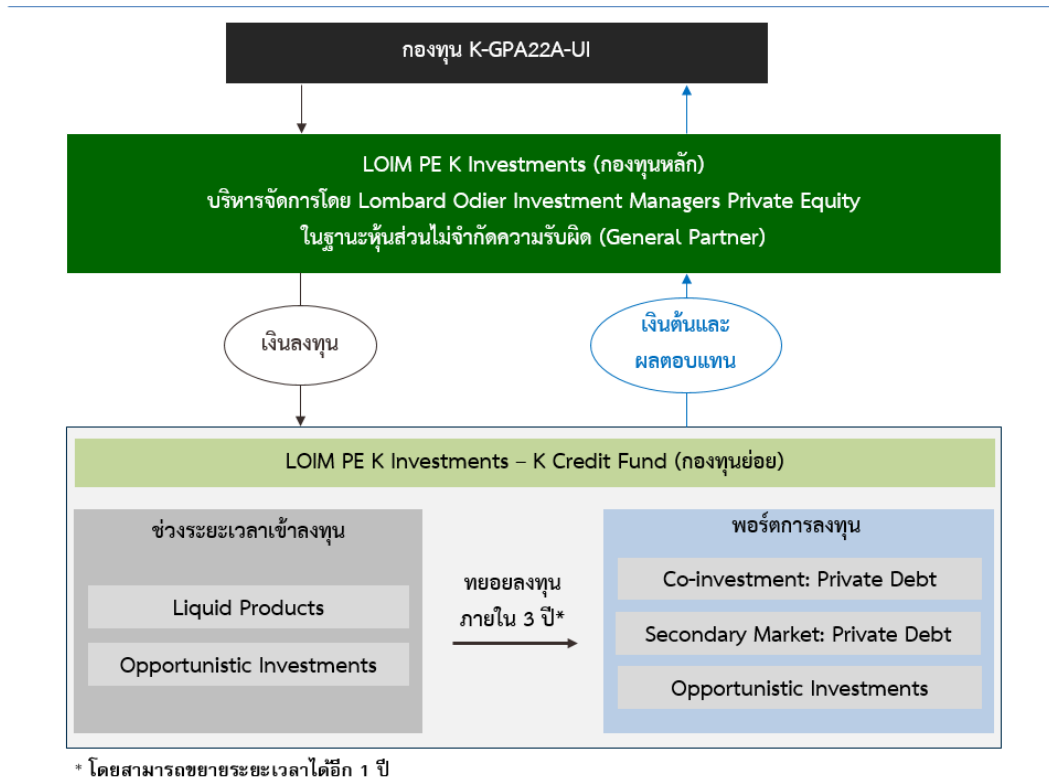 กองทุน K-GPA22A-UI
LOIM PE K Investments (กองทุนหลัก)
บริหารจัดการโดย Lombard Odier Investment Managers Private Equity
ในฐานะหุ้นส่วนไม่จำกัดความรับผิด (General Partner)
เงินลงทุน
เงินต้นและ
ผลตอบแทน
LOIM PE K Investments – K Credit Fund (กองทุนย่อย)
ช่วงระยะเวลาเข้าลงทุน
Liquid Products
Opportunistic Investments
ทยอยลงทุน
ภายใน 3 ปี*
พอร์ตการลงทุน
Co-investment: Private Debt
Secondary Market: Private Debt
Opportunistic Investments
* โดยสามารถขยายระยะเวลาได้อีก 1 ปี